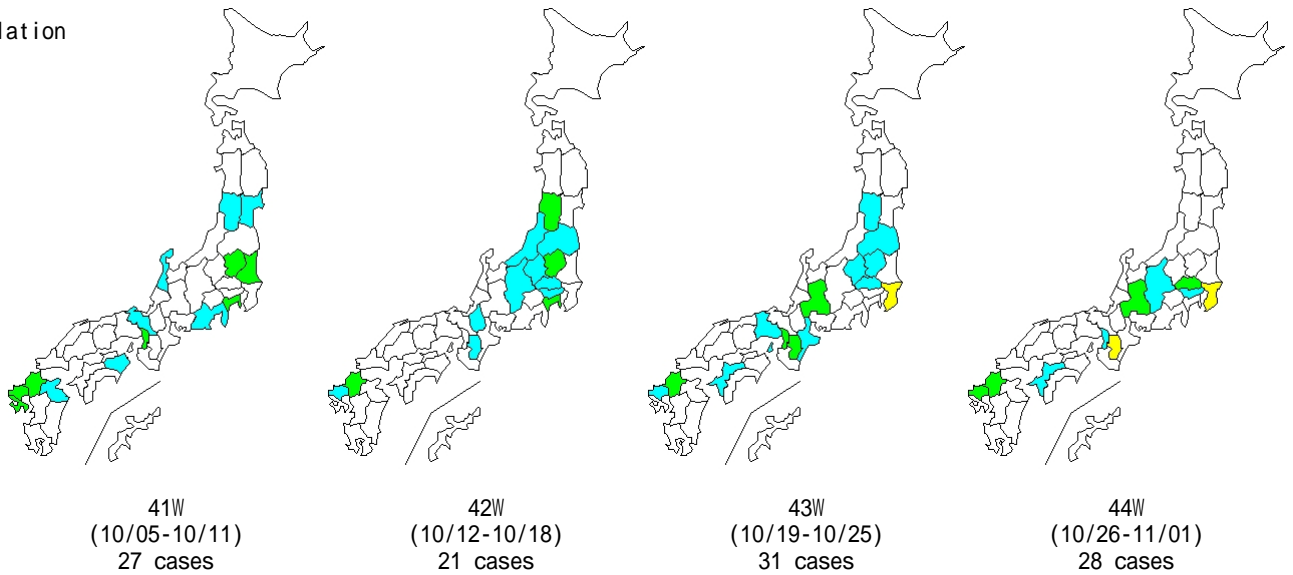 lation
41W
(10/05-10/11)
27 cases
42W
(10/12-10/18)
21 cases
43W
(10/19-10/25)
31 cases
44W
(10/26-11/01)
28 cases